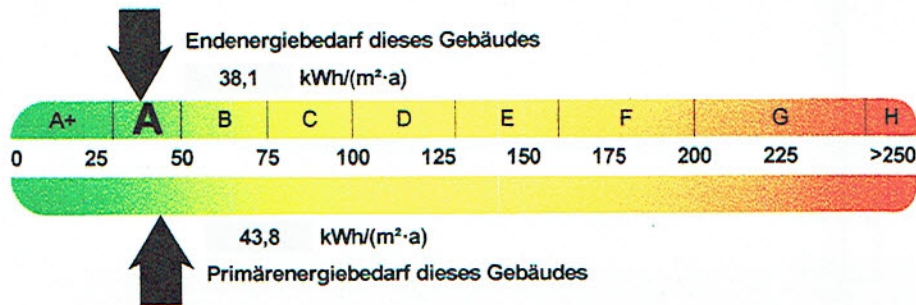 Endenergiebedarf dieses Gebäudes
38,1 kWh/(m²·a)
A+ A B C D E F G H
0 25 50 75 100 125 150 175 200 225 >250
43,8 kWh/(m²·a)
Primärenergiebedarf dieses Gebäudes